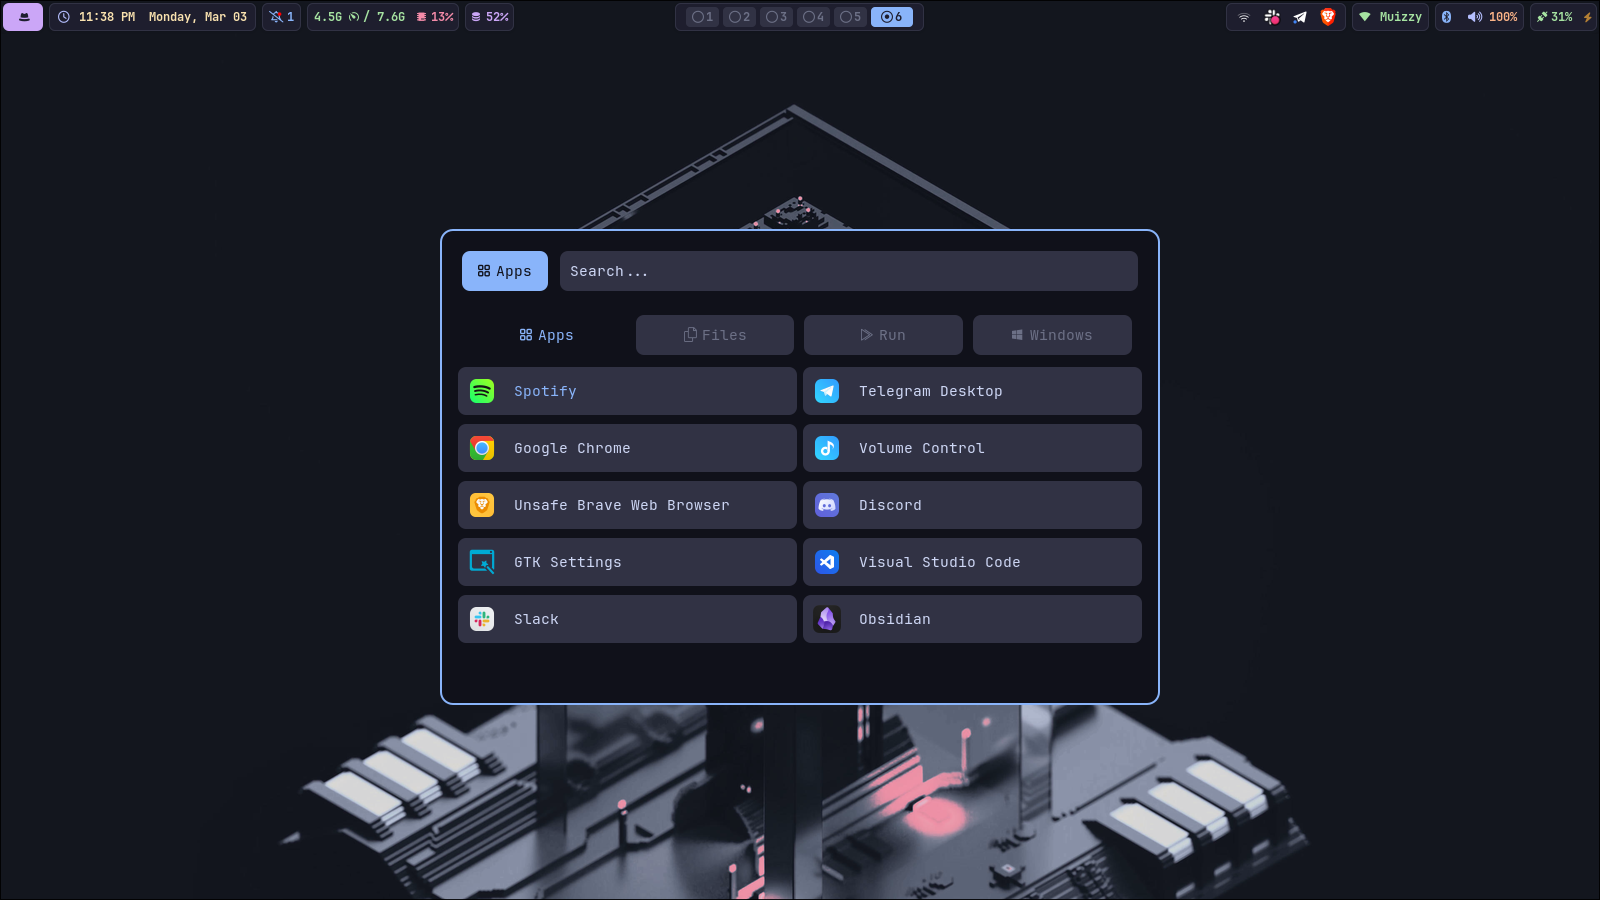 11:38 PM Monday, Mar 03 1 4.5G / 7.6G 13% 52% 1 2 3 4 5 6 Muizzy 100% 31%
Apps Search...
Apps Files Run Windows
Spotify Telegram Desktop
Google Chrome Volume Control
Unsafe Brave Web Browser Discord
GTK Settings Visual Studio Code
Slack Obsidian